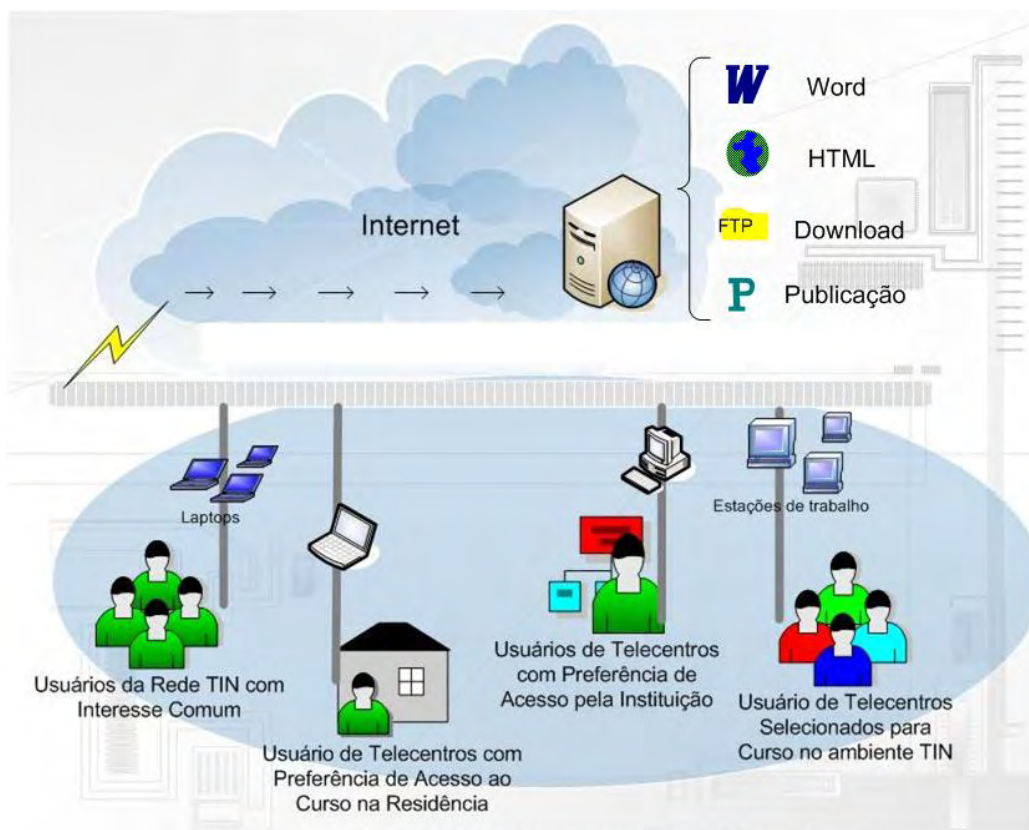 W Word
HTML
Internet
FTP Download
P Publicação
Laptops
Estações de trabalho
Usuários da Rede TIN com
Interesse Comum
Usuário de Telecentros com
Preferência de Acesso ao
Curso na Residência
Usuários de Telecentros
com Preferência de
Acesso pela Instituição
Usuário de Telecentros
Selecionados para
Curso no ambiente TIN